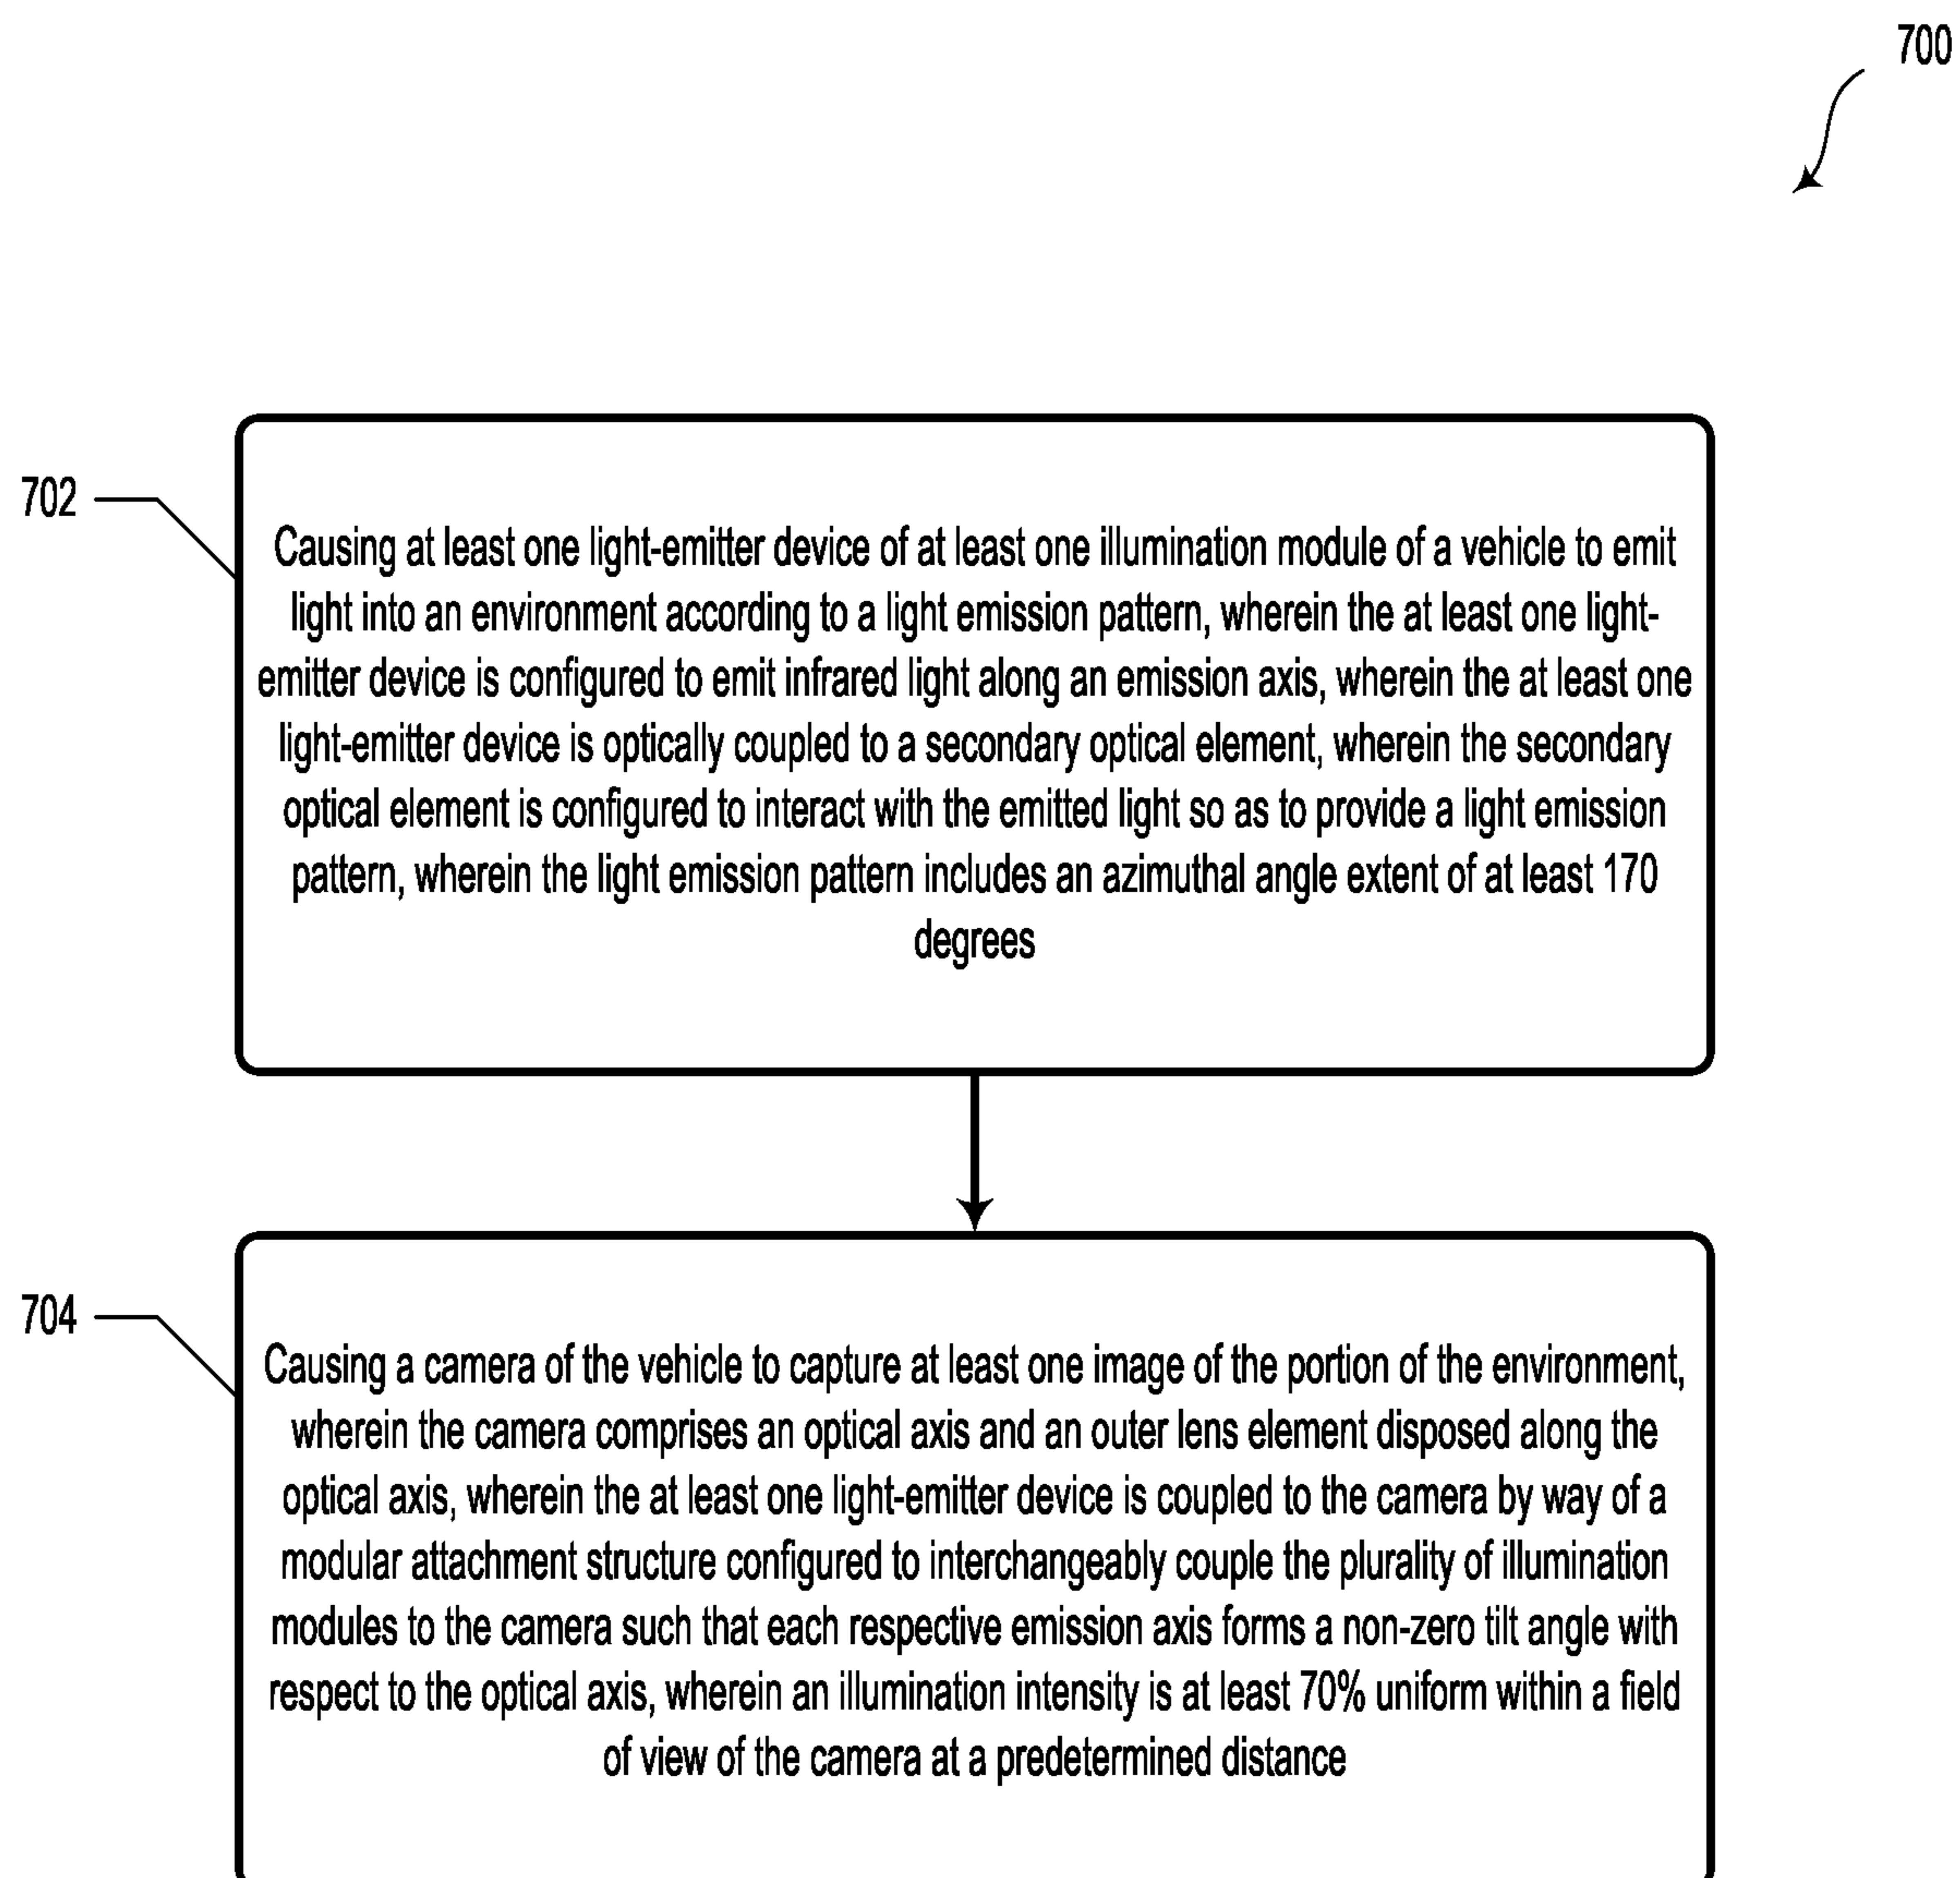 700
702
Causing at least one light-emitter device of at least one illumination module of a vehicle to emit
light into an environment according to a light emission pattern, wherein the at least one light-
emitter device is configured to emit infrared light along an emission axis, wherein the at least one
light-emitter device is optically coupled to a secondary optical element, wherein the secondary
optical element is configured to interact with the emitted light so as to provide a light emission
pattern, wherein the light emission pattern includes an azimuthal angle extent of at least 170
degrees
704
Causing a camera of the vehicle to capture at least one image of the portion of the environment,
wherein the camera comprises an optical axis and an outer lens element disposed along the
optical axis, wherein the at least one light-emitter device is coupled to the camera by way of a
modular attachment structure configured to interchangeably couple the plurality of illumination
modules to the camera such that each respective emission axis forms a non-zero tilt angle with
respect to the optical axis, wherein an illumination intensity is at least 70% uniform within a field
of view of the camera at a predetermined distance